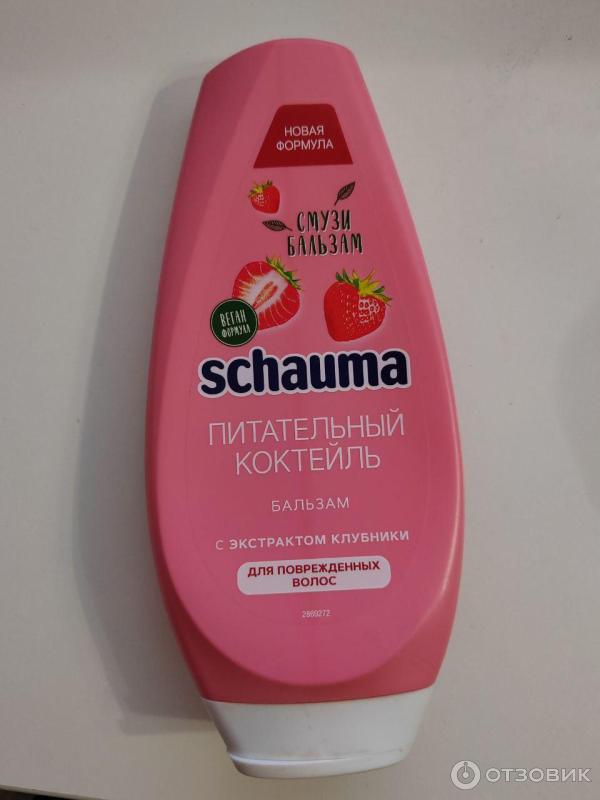 НОВАЯ
ФОРМУЛА
СМУЗИ
БАЛЬЗАМ
ВЕГАН
ФОРМУЛА
schauma
ПИТАТЕЛЬНЫЙ
КОКТЕЙЛЬ
БАЛЬЗАМ
С ЭКСТРАКТОМ КЛУБНИКИ
ДЛЯ ПОВРЕЖДЕННЫХ
ВОЛОС
2869272
ОТЗОВИК